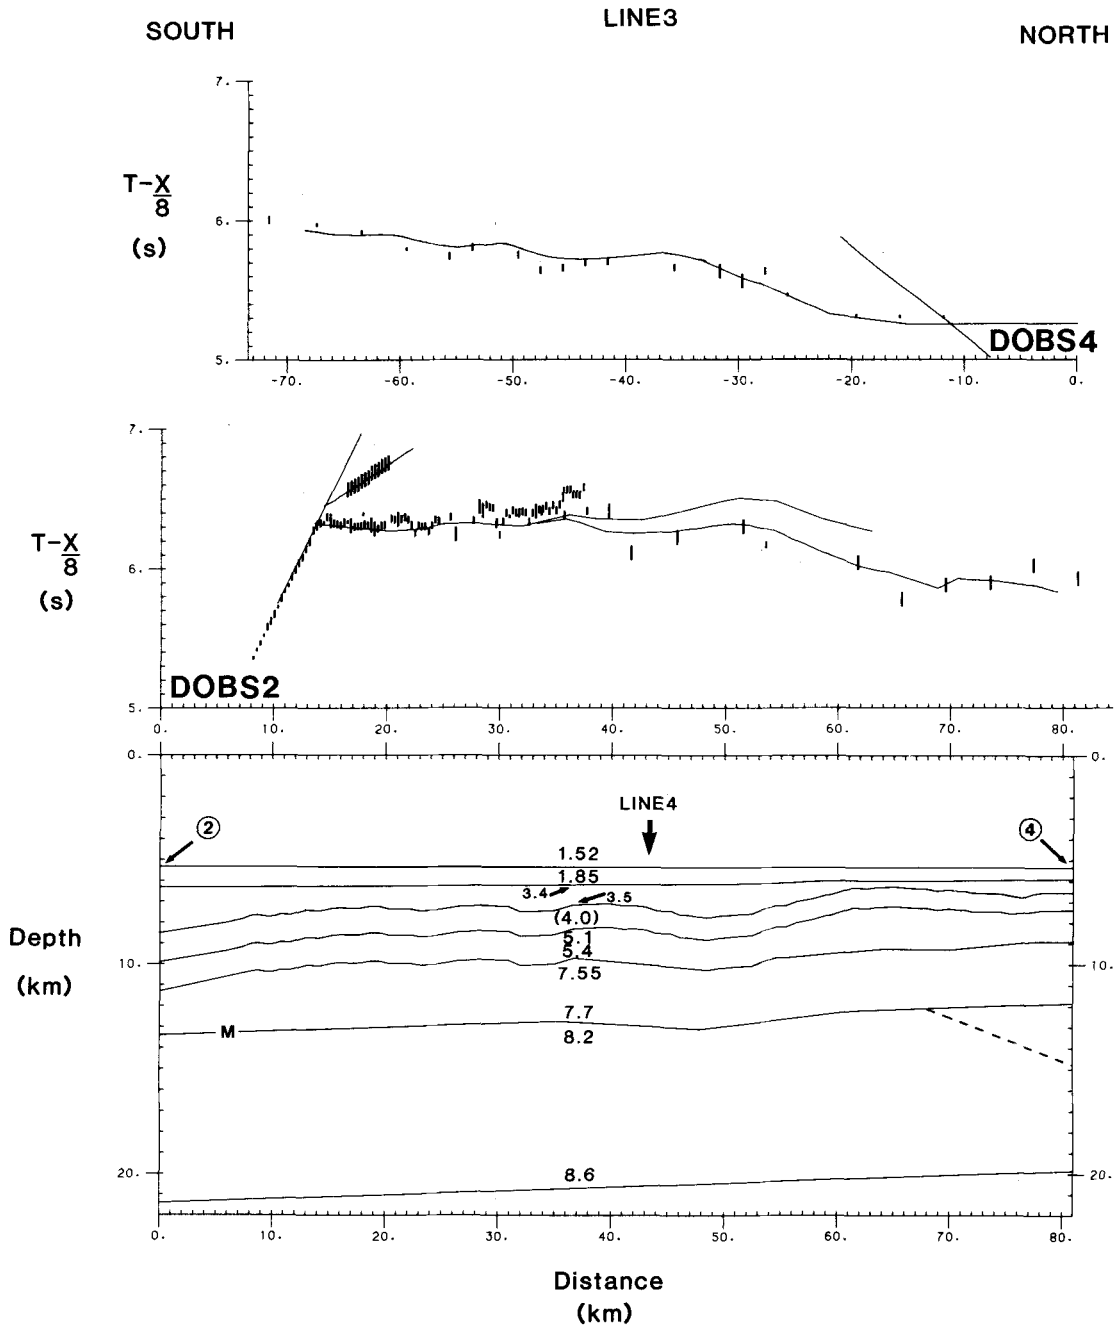 LINE3
SOUTH
NORTH
7.
6.
5.
T-X/8
(s)
DOBS4
-70. -60. -50. -40. -30. -20. -10. 0.
7.
6.
5.
T-X/8
(s)
DOBS2
0. 10. 20. 30. 40. 50. 60. 70. 80.
0. 0.
LINE4
2 4
1.52
1.85
3.4 3.5
(4.0)
5.1
5.4
7.55
Depth
(km)
10. 10.
7.7
M
8.2
8.6
20. 20.
0. 10. 20. 30. 40. 50. 60. 70. 80.
Distance
(km)